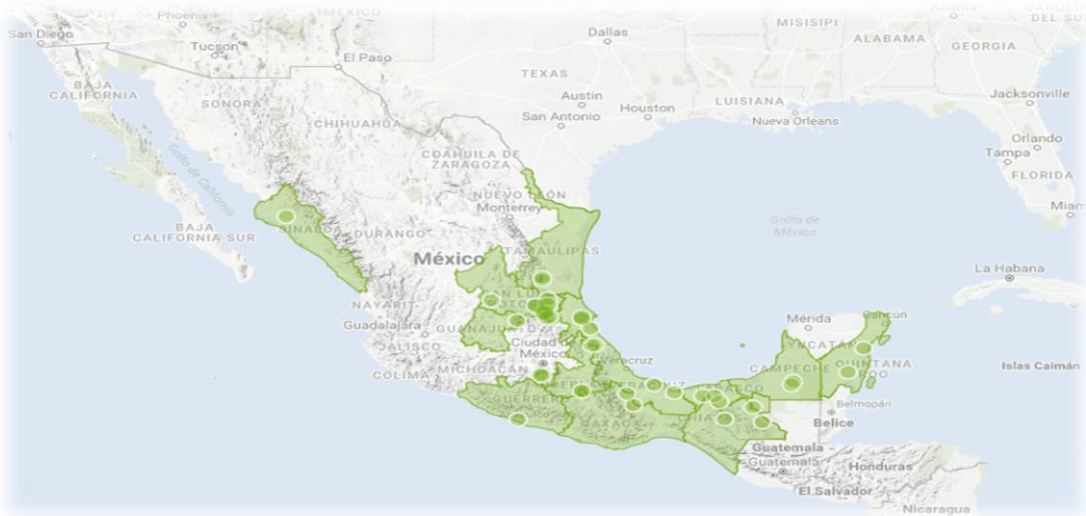 Phoenix
Atlanta
San Diego
Tucson
Dallas
MISISIPI
ALABAMA
GEORGIA
El Paso
TEXAS
BAJA
CALIFORNIA
SONORA
Austin
Houston
LUISIANA
Jacksonville
San Antonio
Nueva Orleans
CHIHUAHUA
Orlando
Tampa
FLORIDA
COAHUILA DE
ZARAGOZA
Golfo de California
NUEVO LEÓN
Monterrey
Golfo de
México
BAJA
CALIFORNIA SUR
SINALOA
DURANGO
TAMAULIPAS
México
La Habana
NAYARIT
Guadalajara
Mérida
Cancún
JALISCO
Ciudad de
México
YUCATÁN
COLIMA
MICHOACÁN
Veracruz
CAMPECHE
QUINTANA
ROO
Islas Caimán
GUERRERO
OAXACA
Belmopán
Belice
Guatemala
Guatemala
Honduras
El Salvador
Nicaragua